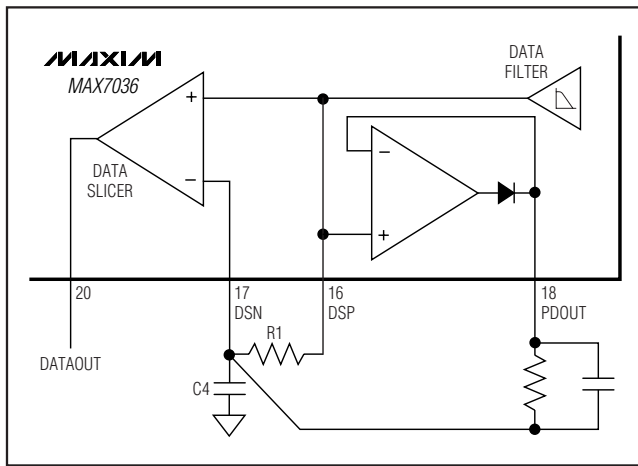 MAXIM
MAX7036
DATA
FILTER
+
−
DATA
SLICER
−
+
20
17
DSN
16
DSP
18
PDOUT
R1
DATAOUT
C4